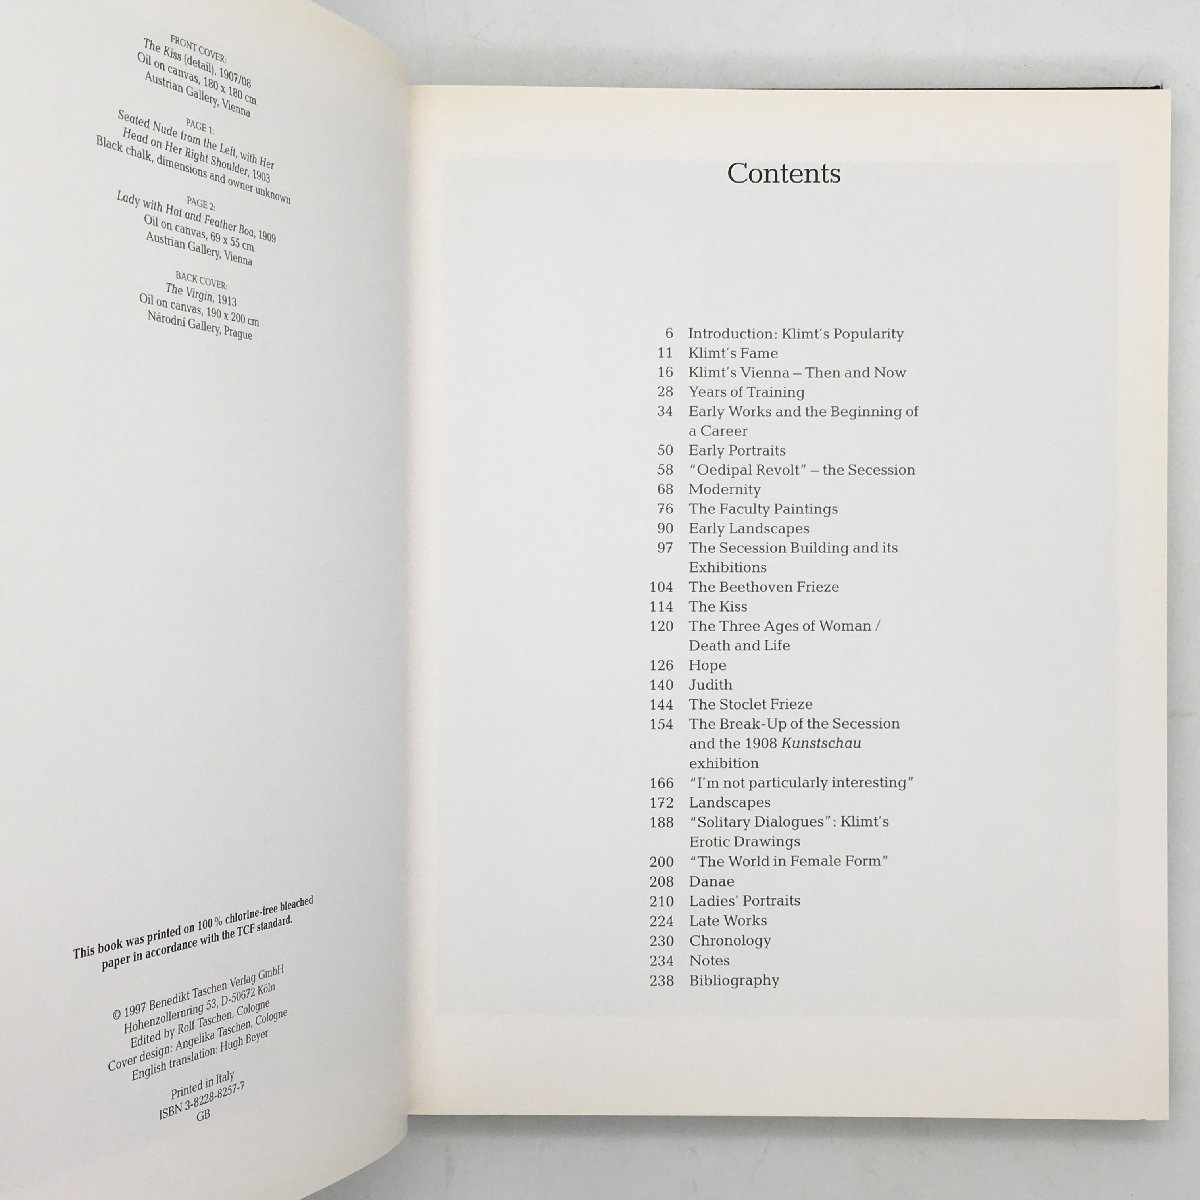 FRONT COVER:
The Kiss (detail), 1907/08
Oil on canvas, 180 x 180 cm
Austrian Gallery, Vienna
PAGE 1:
Seated Nude from the Left, with Her
Head on Her Right Shoulder, 1903
Black chalk, dimensions and owner unknown
PAGE 2:
Lady with Hat and Feather Boa, 1909
Oil on canvas, 69 x 55 cm
Austrian Gallery, Vienna
BACK COVER:
The Virgin, 1913
Oil on canvas, 190 x 200 cm
Národní Gallery, Prague
This book was printed on 100 % chlorine-free bleached
paper in accordance with the TCF standard.
© 1997 Benedikt Taschen Verlag GmbH
Hohenzollernring 53, D-50672 Köln
Edited by Rolf Taschen, Cologne
Cover design: Angelika Taschen, Cologne
English translation: Hugh Beyer
Printed in Italy
ISBN 3-8228-8257-7
GB
Contents
6 Introduction: Klimt's Popularity
11 Klimt's Fame
16 Klimt's Vienna – Then and Now
28 Years of Training
34 Early Works and the Beginning of
a Career
50 Early Portraits
58 "Oedipal Revolt" – the Secession
68 Modernity
76 The Faculty Paintings
90 Early Landscapes
97 The Secession Building and its
Exhibitions
104 The Beethoven Frieze
114 The Kiss
120 The Three Ages of Woman /
Death and Life
126 Hope
140 Judith
144 The Stoclet Frieze
154 The Break-Up of the Secession
and the 1908 Kunstschau
exhibition
166 "I'm not particularly interesting"
172 Landscapes
188 "Solitary Dialogues": Klimt's
Erotic Drawings
200 "The World in Female Form"
208 Danae
210 Ladies' Portraits
224 Late Works
230 Chronology
234 Notes
238 Bibliography